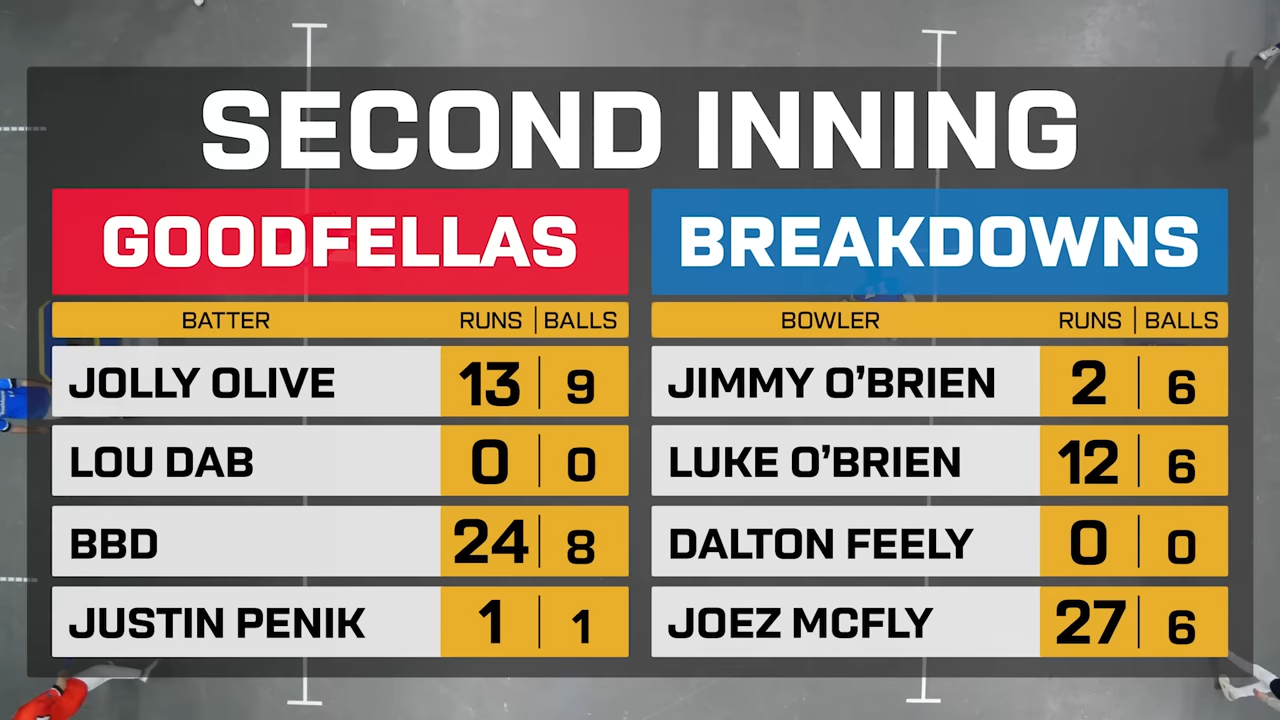 SECOND INNING
GOODFELLAS
BATTER RUNS | BALLS
JOLLY OLIVE 13 | 9
LOU DAB 0 | 0
BBD 24 | 8
JUSTIN PENIK 1 | 1
BREAKDOWNS
BOWLER RUNS | BALLS
JIMMY O’BRIEN 2 | 6
LUKE O’BRIEN 12 | 6
DALTON FEELY 0 | 0
JOEZ MCFLY 27 | 6